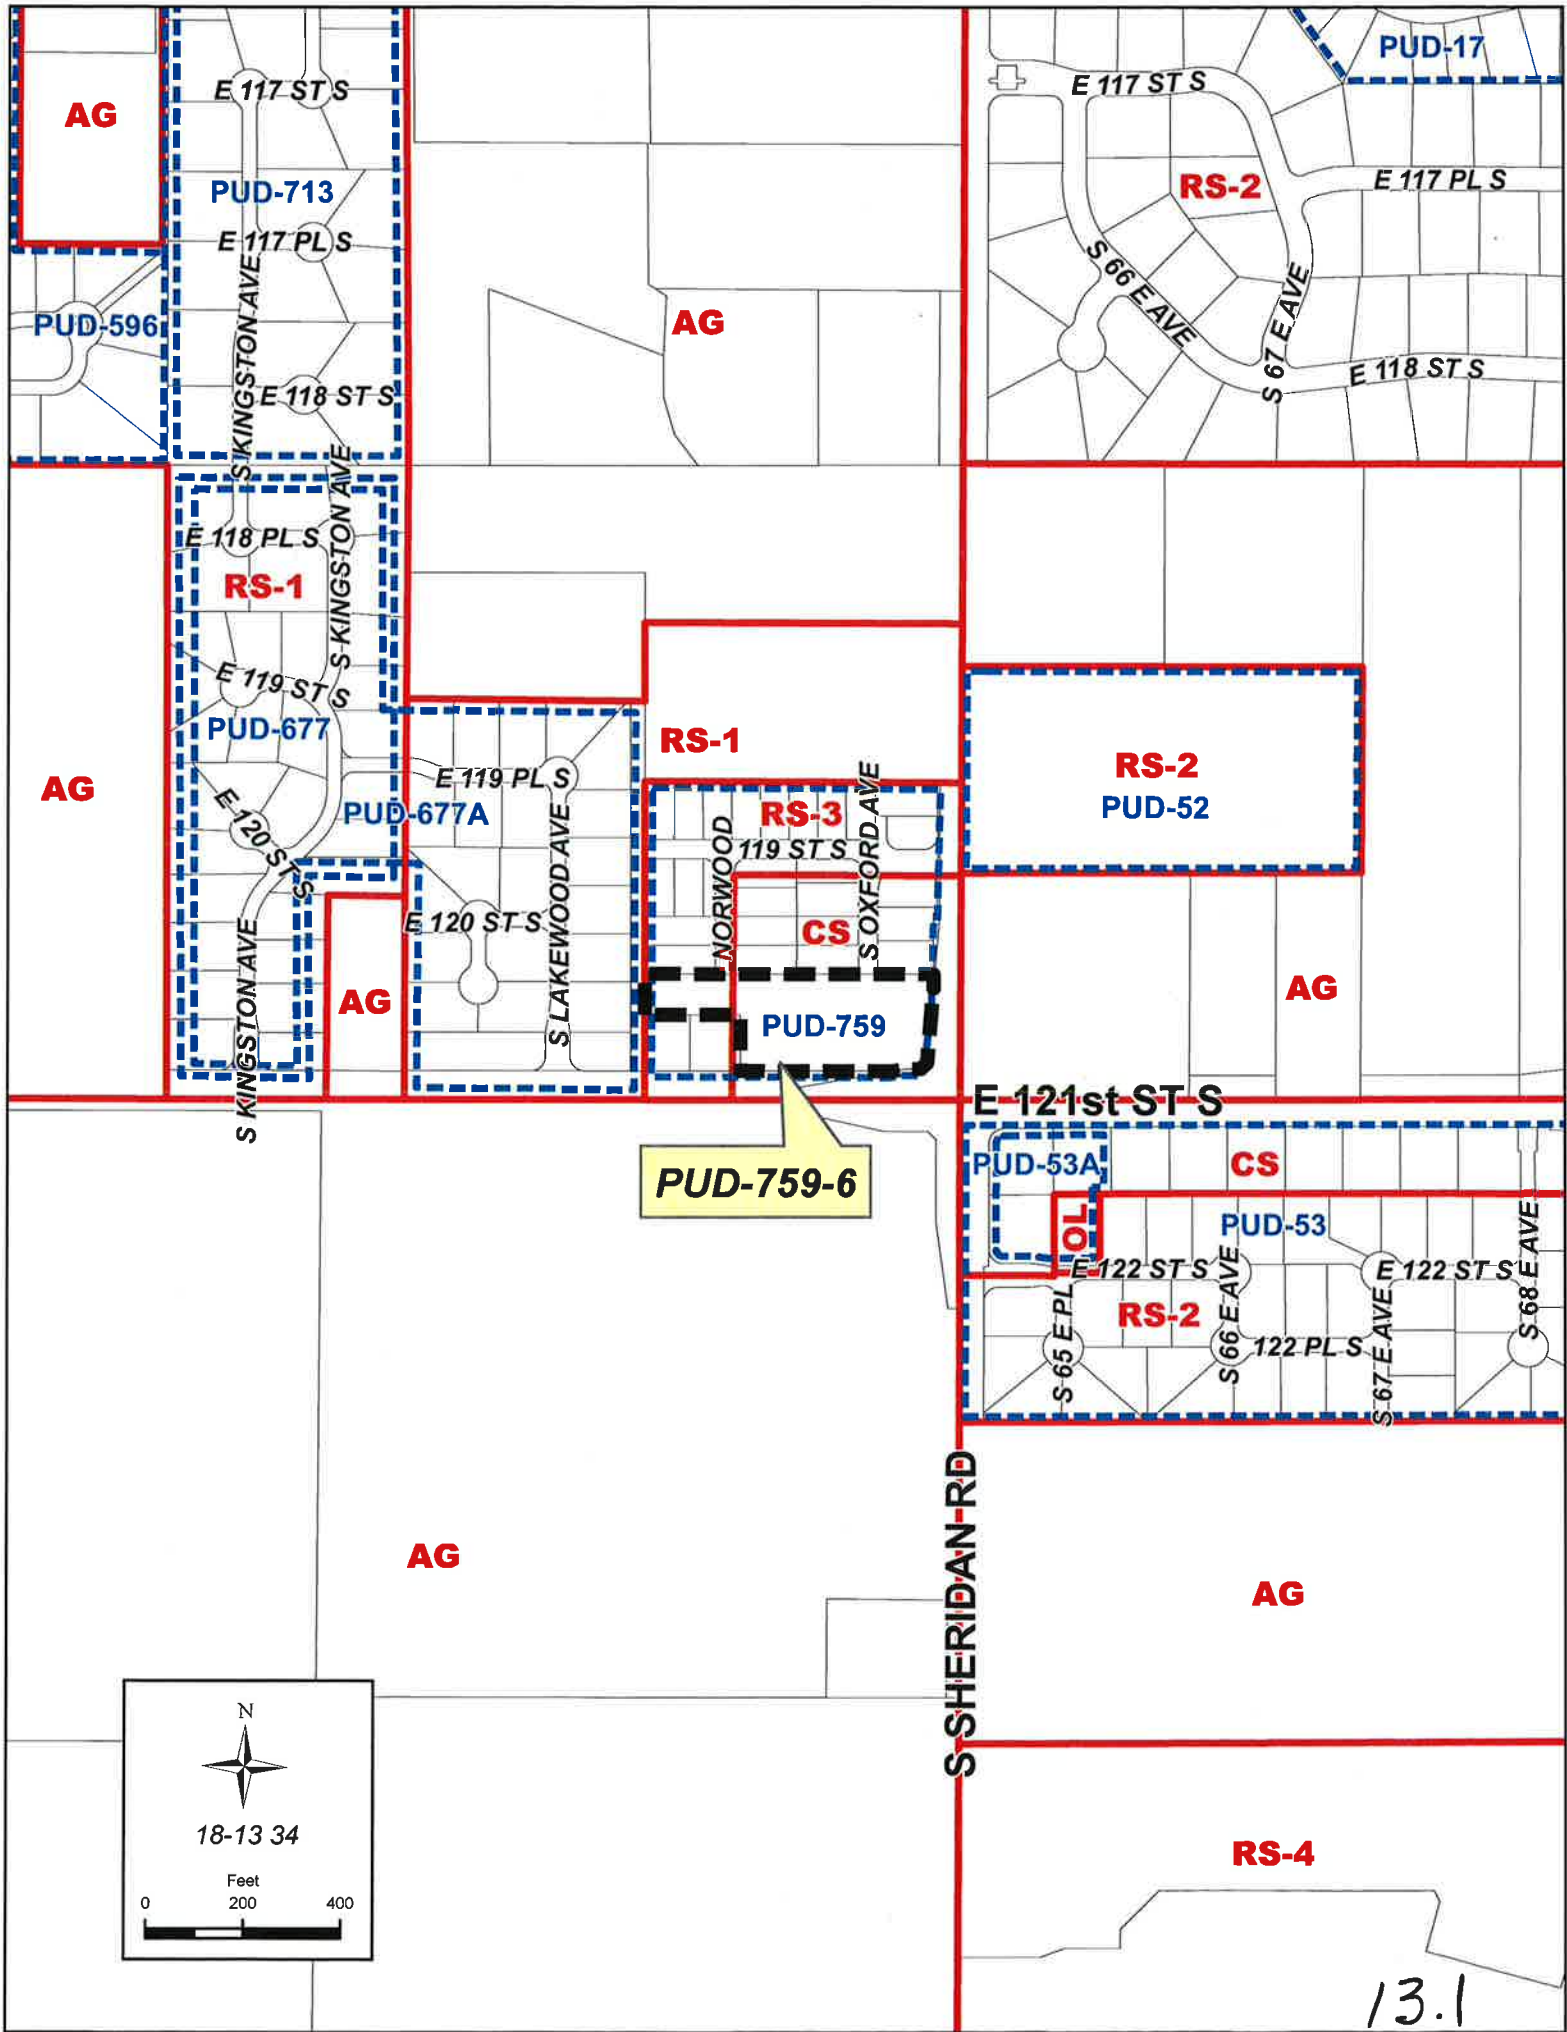 PUD-17
E 117 ST S
E 117 ST S
AG
RS-2
E 117 PL S
PUD-713
E 117 PL S
S 66 E AVE
S 67 E AVE
S KINGSTON AVE
PUD-596
AG
E 118 ST S
E 118 ST S
S KINGSTON AVE
E 118 PL S
RS-1
E 119 ST S
PUD-677
RS-1
RS-2
PUD-52
AG
E 119 PL S
PUD-677A
RS-3
119 ST S
NORWOOD
S OXFORD AVE
E 120 ST S
S LAKEWOOD AVE
E 120 ST S
CS
S KINGSTON AVE
AG
AG
PUD-759
E 121st ST S
PUD-53A
CS
PUD-759-6
OL
PUD-53
E 122 ST S
E 122 ST S
S 68 E AVE
RS-2
S 65 E PL
S 66 E AVE
122 PL S
S 67 E AVE
S SHERIDAN RD
AG
AG
N
18-13 34
Feet
0 200 400
RS-4
13.1